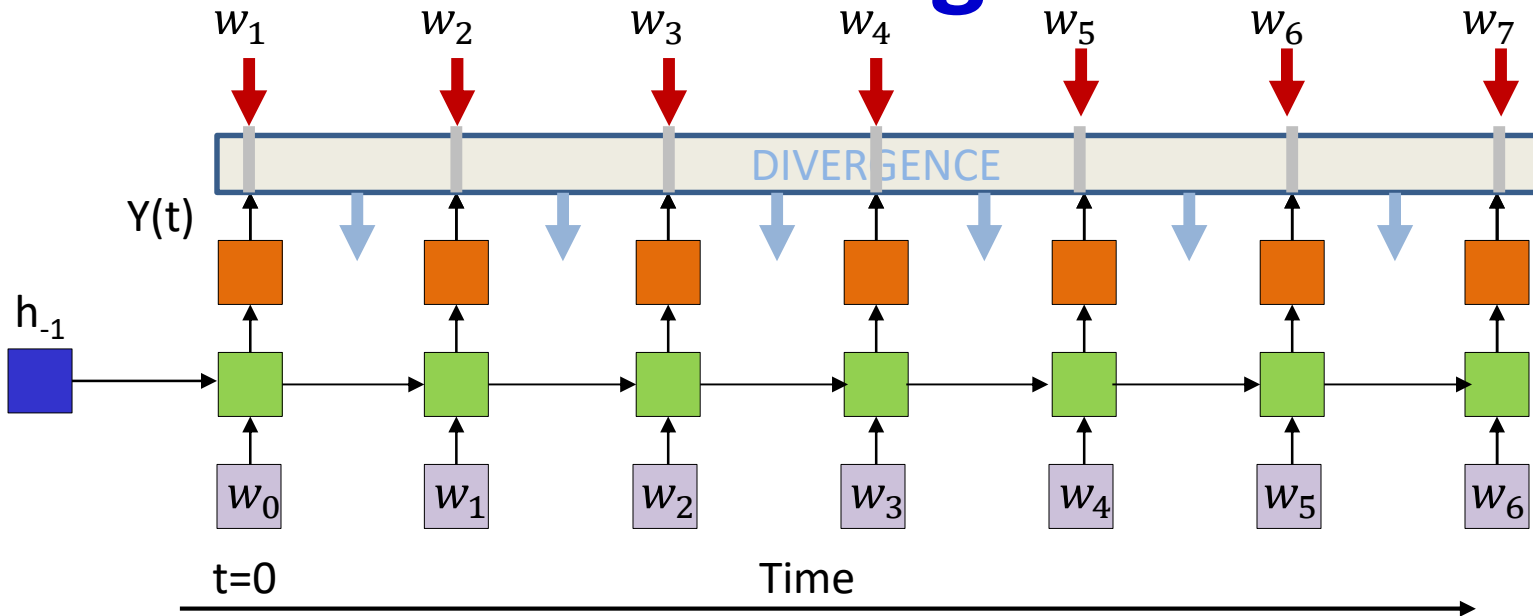 g
w₁ w₂ w₃ w₄ w₅ w₆ w₇
DIVERGENCE
Y(t)
h₋₁
w₀ w₁ w₂ w₃ w₄ w₅ w₆
t=0 Time